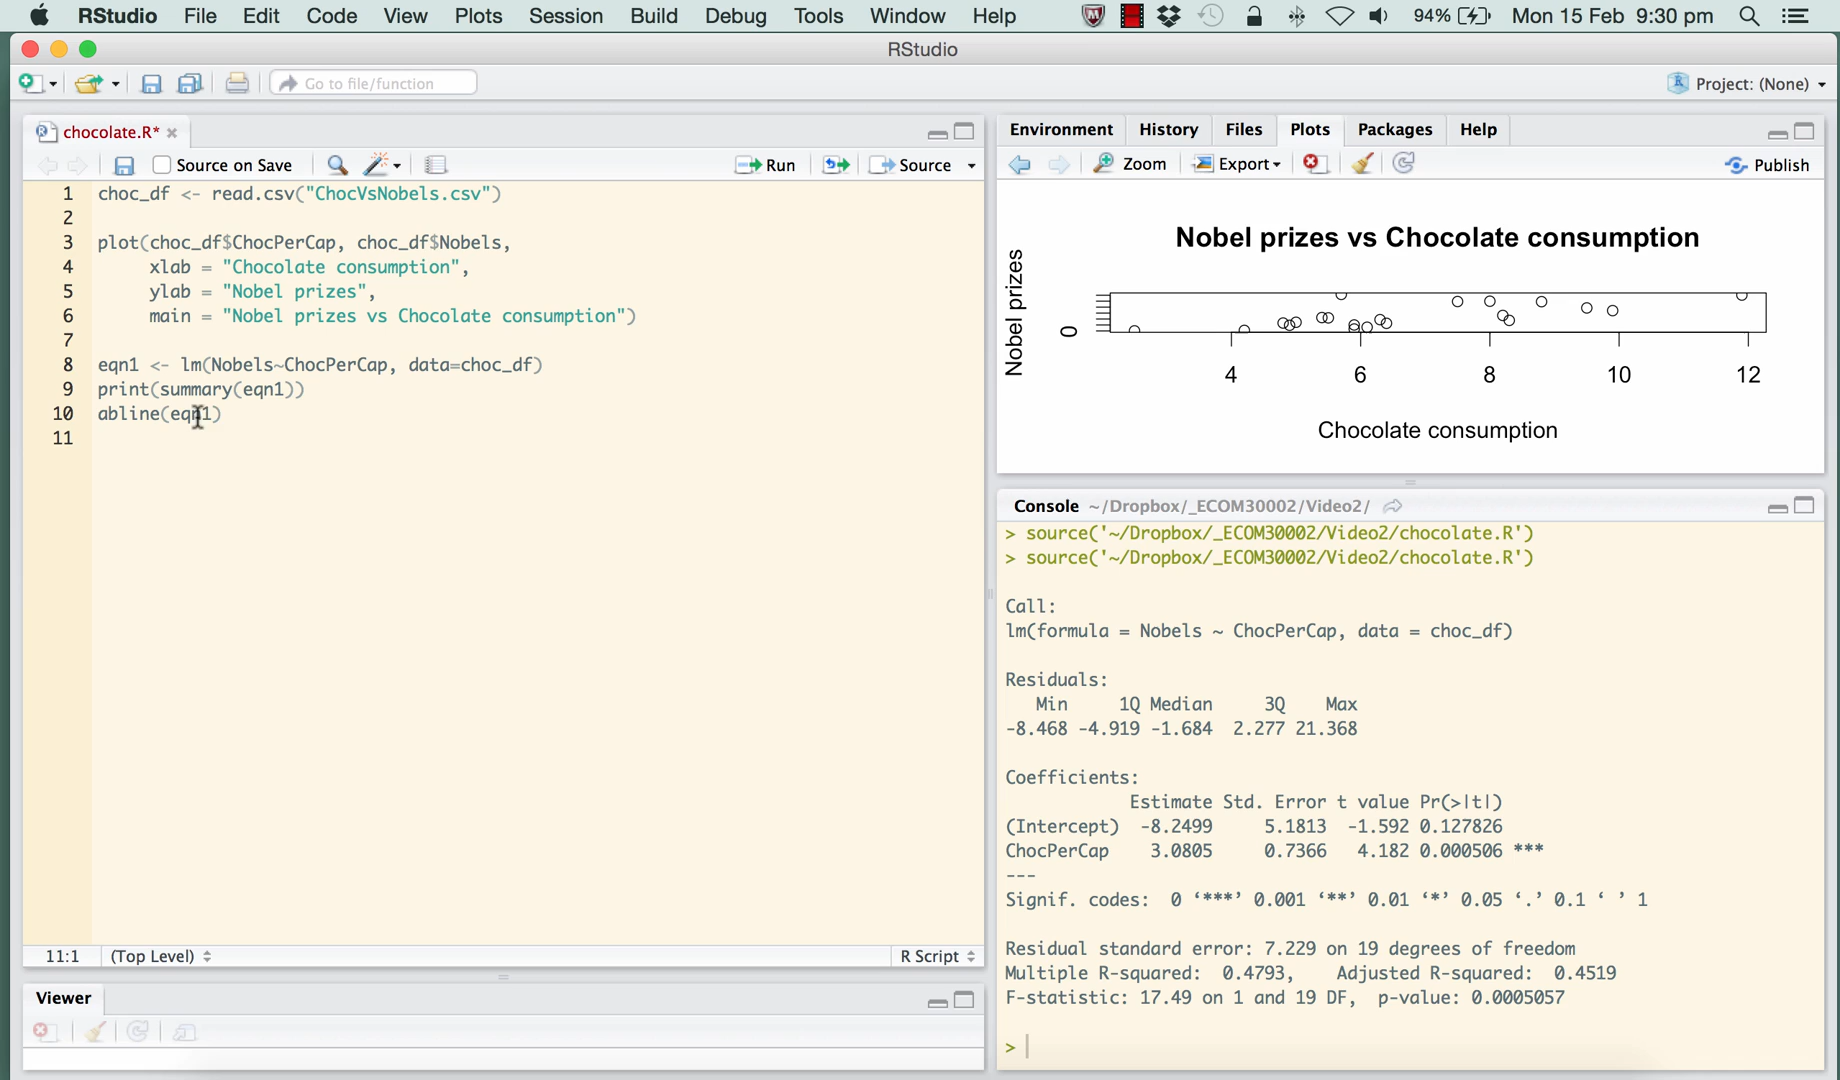 RStudio File Edit Code View Plots Session Build Debug Tools Window Help 94% Mon 15 Feb 9:30 pm
RStudio
Go to file/function Project: (None)
chocolate.R*
Source on Save Run Source
1 choc_df <- read.csv("ChocVsNobels.csv")
2
3 plot(choc_df$ChocPerCap, choc_df$Nobels,
4 xlab = "Chocolate consumption",
5 ylab = "Nobel prizes",
6 main = "Nobel prizes vs Chocolate consumption")
7
8 eqn1 <- lm(Nobels~ChocPerCap, data=choc_df)
9 print(summary(eqn1))
10 abline(eqn1)
11
11:1 (Top Level) R Script
Viewer
Environment History Files Plots Packages Help
Zoom Export Publish
Nobel prizes vs Chocolate consumption
Nobel prizes
0
4 6 8 10 12
Chocolate consumption
Console ~/Dropbox/_ECOM30002/Video2/
> source('~/Dropbox/_ECOM30002/Video2/chocolate.R')
> source('~/Dropbox/_ECOM30002/Video2/chocolate.R')
Call:
lm(formula = Nobels ~ ChocPerCap, data = choc_df)
Residuals:
Min 1Q Median 3Q Max
-8.468 -4.919 -1.684 2.277 21.368
Coefficients:
Estimate Std. Error t value Pr(>|t|)
(Intercept) -8.2499 5.1813 -1.592 0.127826
ChocPerCap 3.0805 0.7366 4.182 0.000506 ***
---
Signif. codes: 0 ‘***’ 0.001 ‘**’ 0.01 ‘*’ 0.05 ‘.’ 0.1 ‘ ’ 1
Residual standard error: 7.229 on 19 degrees of freedom
Multiple R-squared: 0.4793, Adjusted R-squared: 0.4519
F-statistic: 17.49 on 1 and 19 DF, p-value: 0.0005057
>